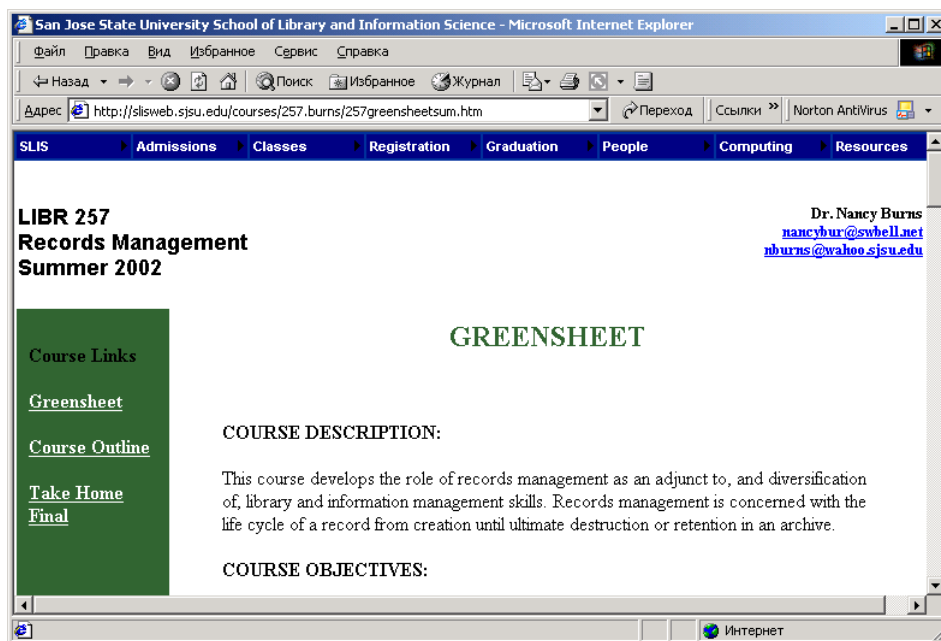 San Jose State University School of Library and Information Science - Microsoft Internet Explorer
Файл Правка Вид Избранное Сервис Справка
Назад Поиск Избранное Журнал
Адрес http://slisweb.sjsu.edu/courses/257.burns/257greensheetsum.htm Переход Ссылки » Norton AntiVirus
SLIS Admissions Classes Registration Graduation People Computing Resources
LIBR 257
Records Management
Summer 2002
Dr. Nancy Burns
nancybur@swbell.net
nburns@wahoo.sjsu.edu
Course Links
Greensheet
Course Outline
Take Home
Final
GREENSHEET
COURSE DESCRIPTION:
This course develops the role of records management as an adjunct to, and diversification
of, library and information management skills. Records management is concerned with the
life cycle of a record from creation until ultimate destruction or retention in an archive.
COURSE OBJECTIVES:
Интернет